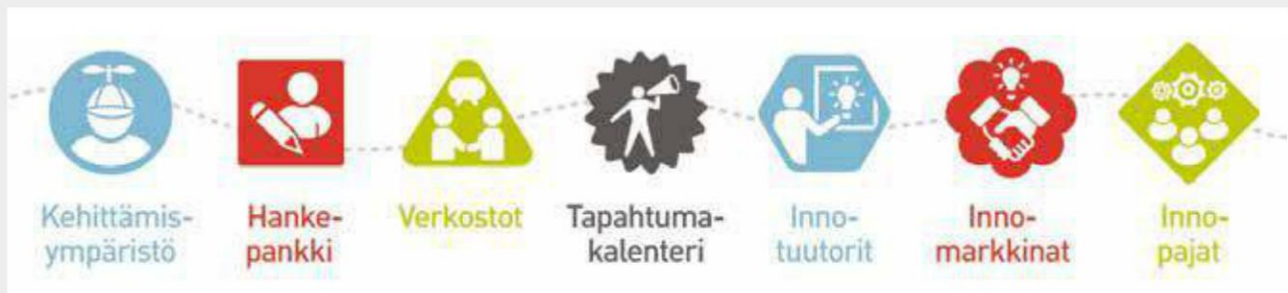 Kehittämis-
ympäristö
Hanke-
pankki
Verkostot
Tapahtuma-
kalenteri
Inno-
tuutorit
Inno-
markkinat
Inno-
pajat